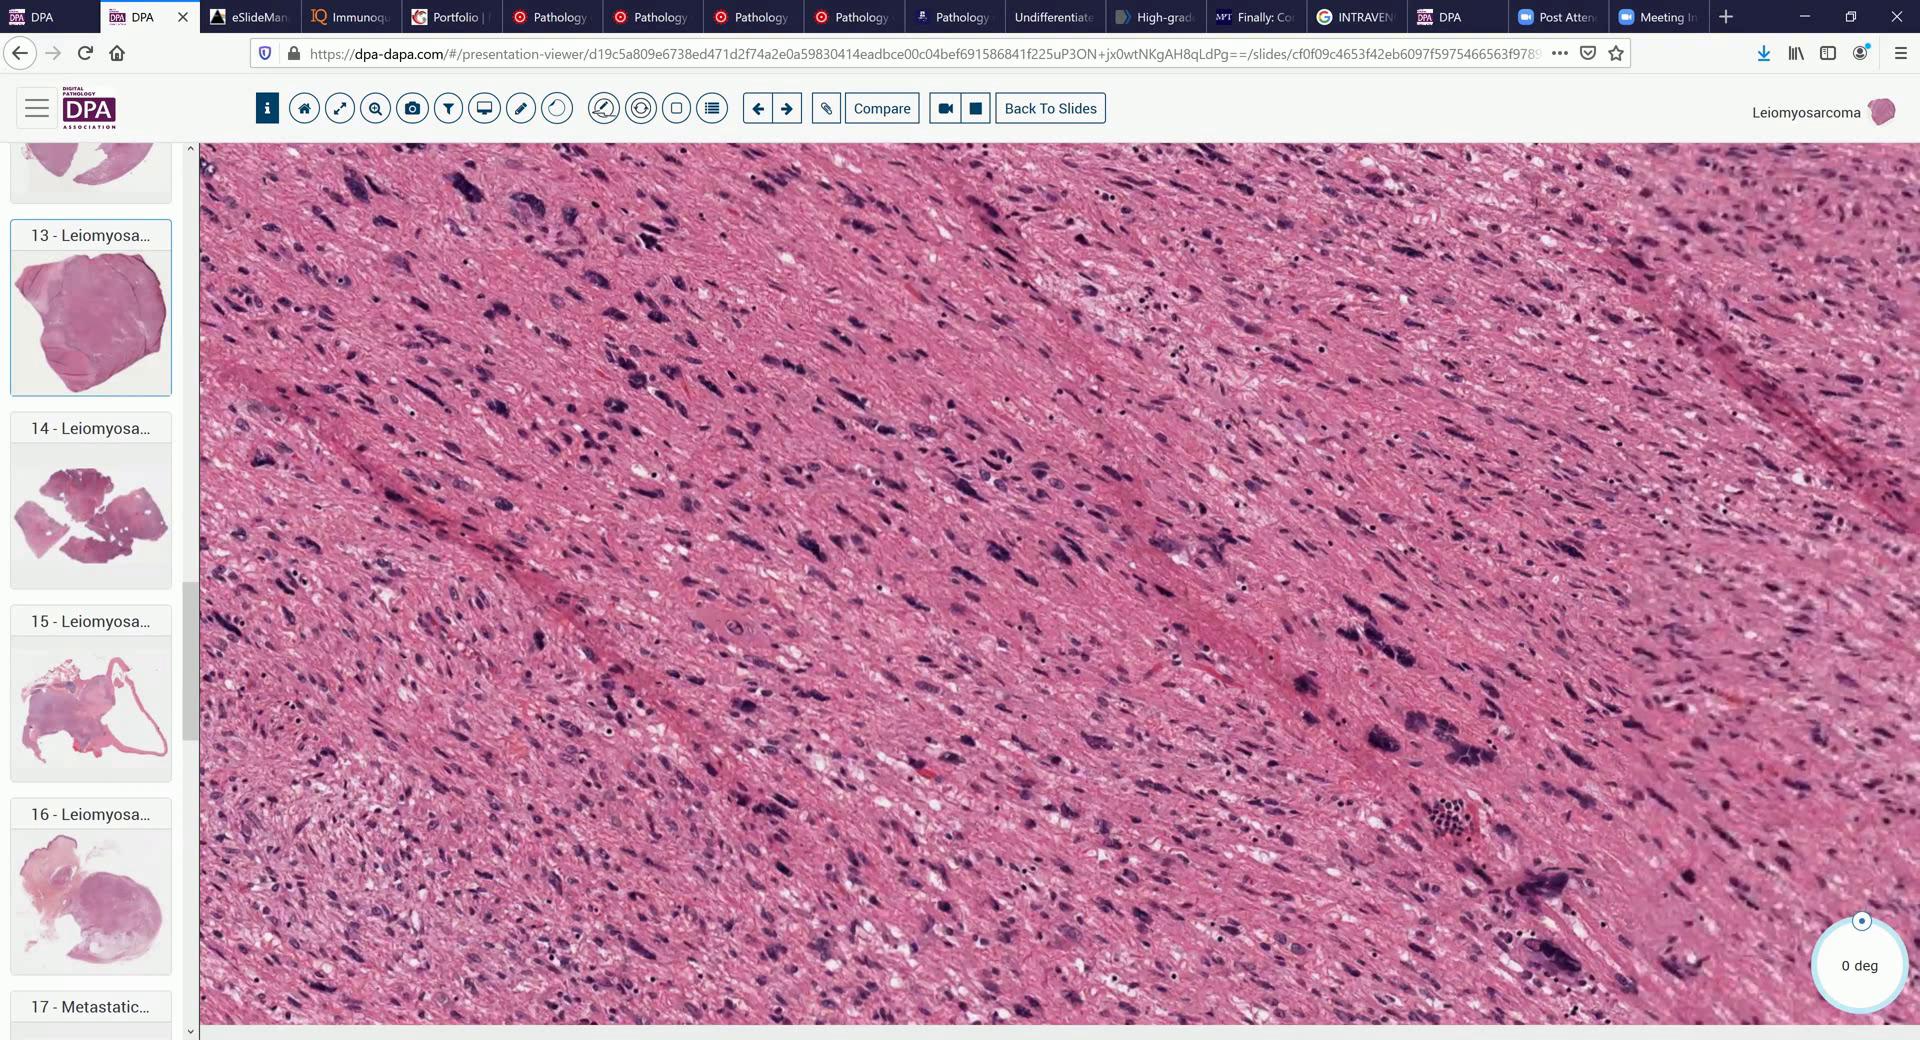 DPA
DPA
eSlideMan
Immunoqu
Portfolio |
Pathology
Pathology
Pathology
Pathology
Pathology
Undifferentiate
High-grade
Finally: Co
INTRAVEN
DPA
Post Atten
Meeting In
https://dpa-dapa.com/#/presentation-viewer/d19c5a809e6738ed471d2f74a2e0a59830414eadbce00c04bef691586841f225uP3ON+jx0wtNKgAH8qLdPg==/slides/cf0f09c4653f42eb6097f5975466563f9789
DIGITAL
PATHOLOGY
DPA
ASSOCIATION
Compare
Back To Slides
Leiomyosarcoma
13 - Leiomyosa...
14 - Leiomyosa...
15 - Leiomyosa...
16 - Leiomyosa...
17 - Metastatic...
0 deg